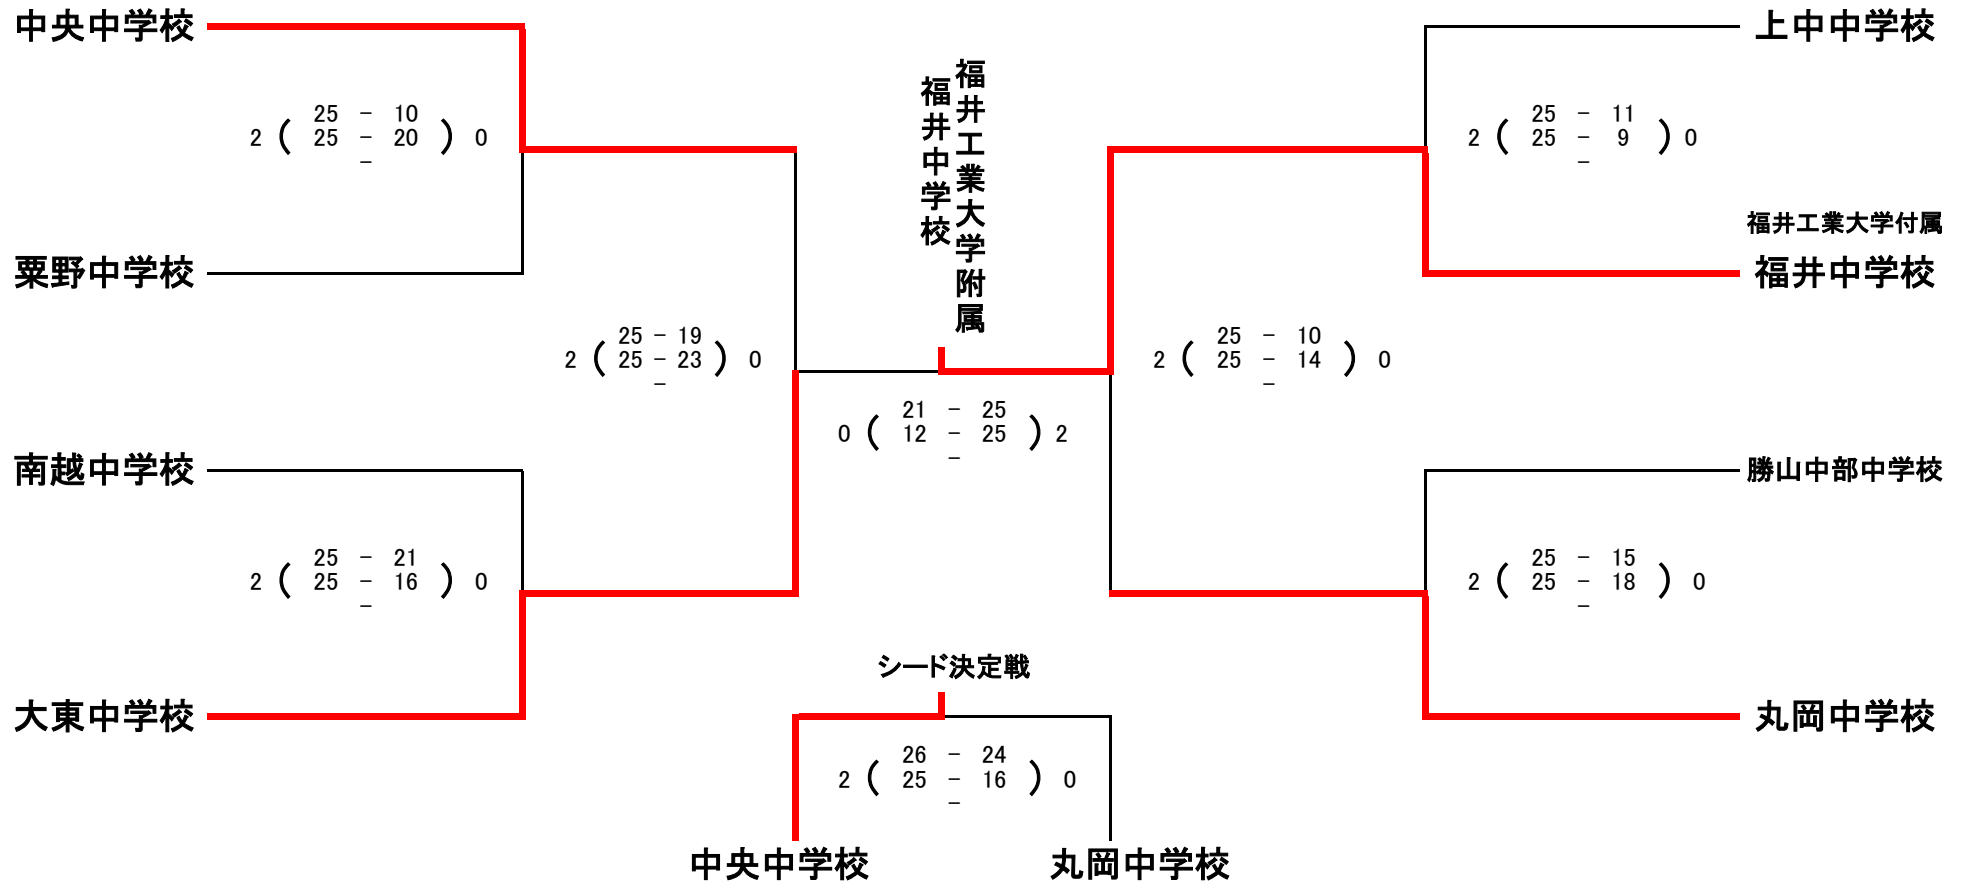 中央中学校
25 － 10
2 ( 25 － 20 ) 0
－
粟野中学校
25 － 19
2 ( 25 － 23 ) 0
－
南越中学校
25 － 21
2 ( 25 － 16 ) 0
－
大東中学校
福井工業大学附属
福井中学校
21 － 25
0 ( 12 － 25 ) 2
－
上中中学校
25 － 11
2 ( 25 － 9 ) 0
－
福井工業大学付属
福井中学校
25 － 10
2 ( 25 － 14 ) 0
－
勝山中部中学校
25 － 15
2 ( 25 － 18 ) 0
－
丸岡中学校
シード決定戦
26 － 24
2 ( 25 － 16 ) 0
－
中央中学校
丸岡中学校